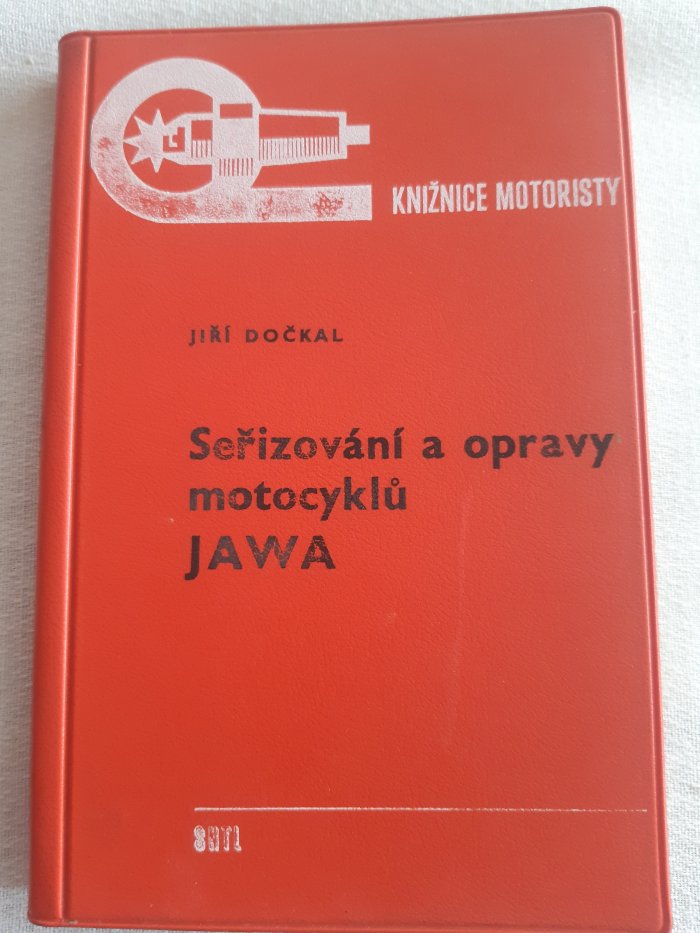 KNIŽNICE MOTORISTY
JIŘÍ DOČKAL
Seřizování a opravy
motocyklů
JAWA
SNTL